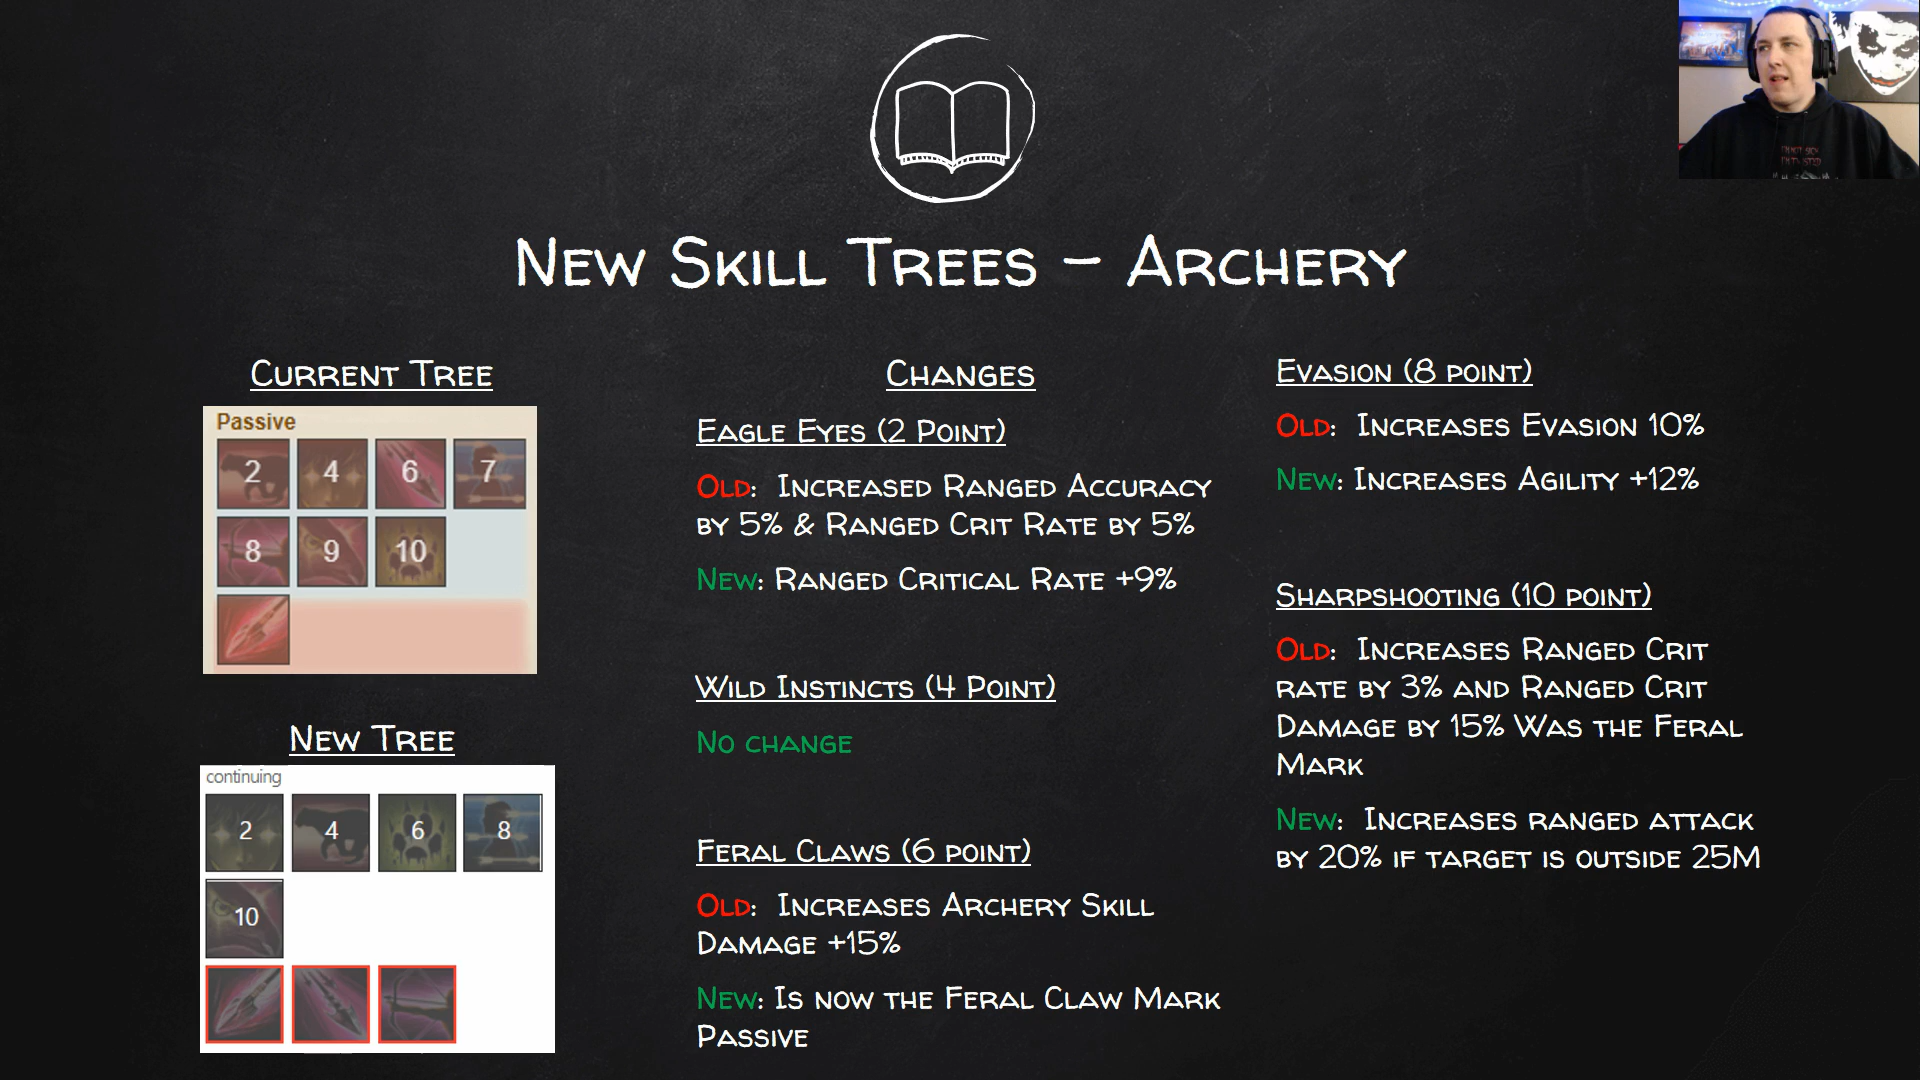 New Skill Trees - Archery
Current Tree
Passive
2 4 6 7
8 9 10
New Tree
continuing
2 4 6 8
10
Changes
Eagle Eyes (2 Point)
Old: Increased Ranged Accuracy
by 5% & Ranged Crit Rate by 5%
New: Ranged Critical Rate +9%
Wild Instincts (4 Point)
No change
Feral Claws (6 point)
Old: Increases Archery Skill
Damage +15%
New: Is now the Feral Claw Mark
Passive
Evasion (8 point)
Old: Increases Evasion 10%
New: Increases Agility +12%
Sharpshooting (10 point)
Old: Increases Ranged Crit
rate by 3% and Ranged Crit
Damage by 15% Was the Feral
Mark
New: Increases ranged attack
by 20% if target is outside 25m